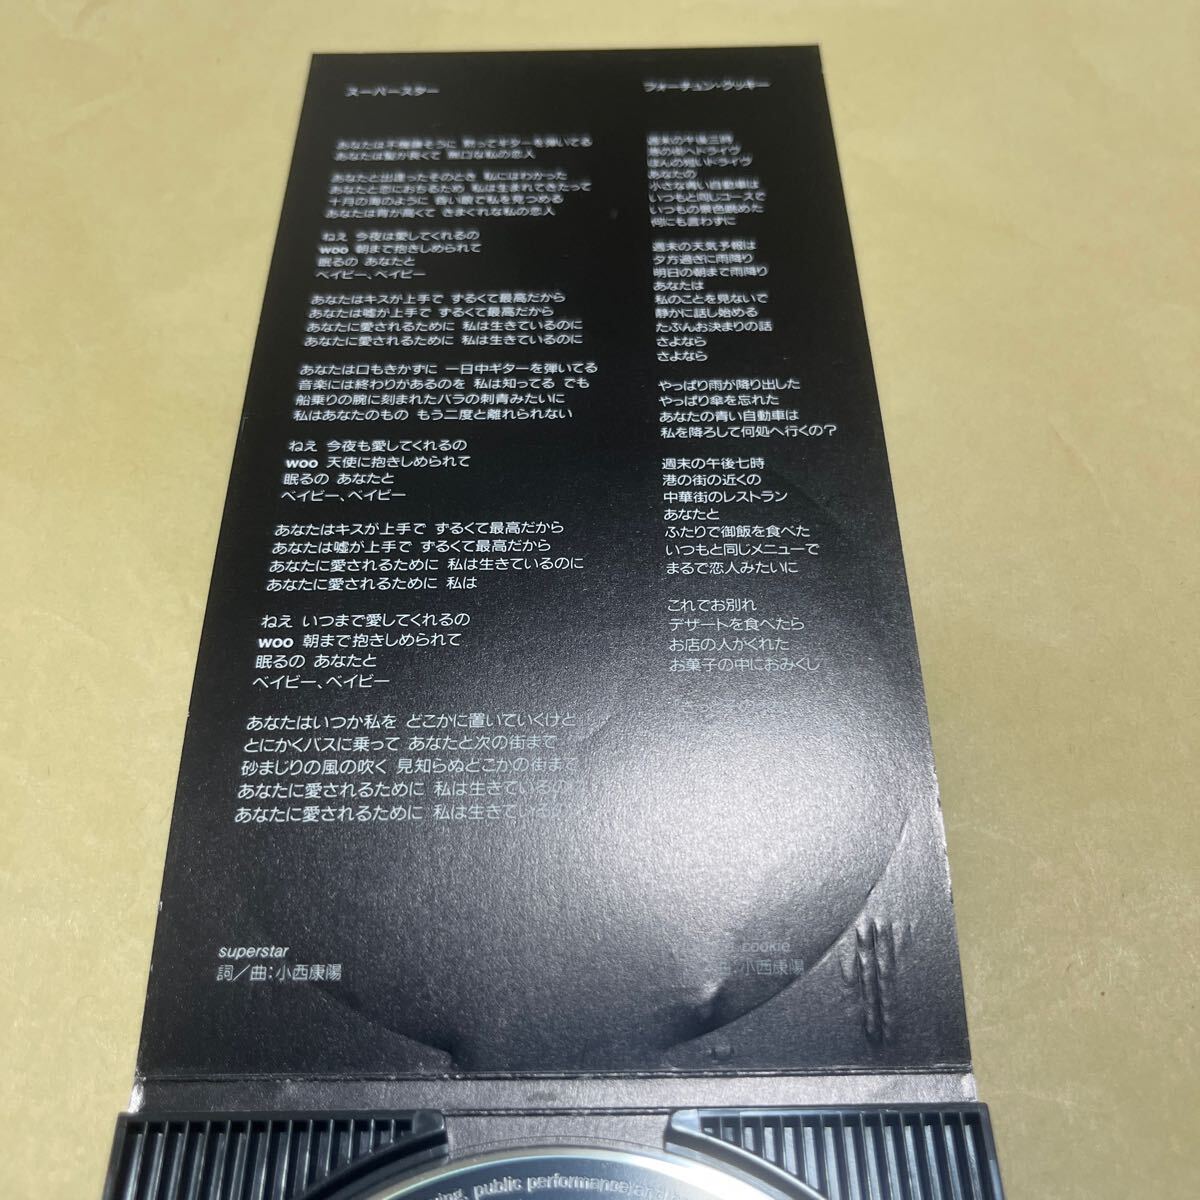 スーパースター
あなたは不機嫌そうに 黙ってギターを弾いてる
あなたは髪が長くて 無口な私の恋人
あなたと出逢ったそのとき 私にはわかった
あなたと恋におちるため 私は生まれてきたって
十月の海のように 青い瞳で私を見つめる
あなたは背が高くて きまぐれな私の恋人
ねえ 今夜は愛してくれるの
woo 朝まで抱きしめられて
眠るの あなたと
ベイビー、ベイビー
あなたはキスが上手で ずるくて最高だから
あなたは嘘が上手で ずるくて最高だから
あなたに愛されるために 私は生きているのに
あなたに愛されるために 私は生きているのに
あなたは口もきかずに 一日中ギターを弾いてる
音楽には終わりがあるのを 私は知ってる でも
船乗りの腕に刻まれたバラの刺青みたいに
私はあなたのもの もう二度と離れられない
ねえ 今夜も愛してくれるの
woo 天使に抱きしめられて
眠るの あなたと
ベイビー、ベイビー
あなたはキスが上手で ずるくて最高だから
あなたは嘘が上手で ずるくて最高だから
あなたに愛されるために 私は生きているのに
あなたに愛されるために 私は
ねえ いつまで愛してくれるの
woo 朝まで抱きしめられて
眠るの あなたと
ベイビー、ベイビー
あなたはいつか私を どこかに置いていくけど
とにかくバスに乗って あなたと次の街まで
砂まじりの風の吹く 見知らぬどこかの街まで
あなたに愛されるために 私は生きているの
あなたに愛されるために 私は生きているの
superstar
詞／曲：小西康陽
フォーチュン・クッキー
週末の午後三時
港の街へドライヴ
ほんの短いドライヴ
あなたの
小さな青い自動車は
いつもと同じコースで
いつもの景色眺めた
何にも言わずに
週末の天気予報は
夕方過ぎに雨降り
明日の朝まで雨降り
あなたは
私のことを見ないで
静かに話し始める
たぶんお決まりの話
さよなら
さよなら
やっぱり雨が降り出した
やっぱり傘を忘れた
あなたの青い自動車は
私を降ろして何処へ行くの？
週末の午後七時
港の街の近くの
中華街のレストラン
あなたと
ふたりで御飯を食べた
いつもと同じメニューで
まるで恋人みたいに
これでお別れ
デザートを食べたら
お店の人がくれた
お菓子の中におみくじ
cookie
小西康陽
public performance